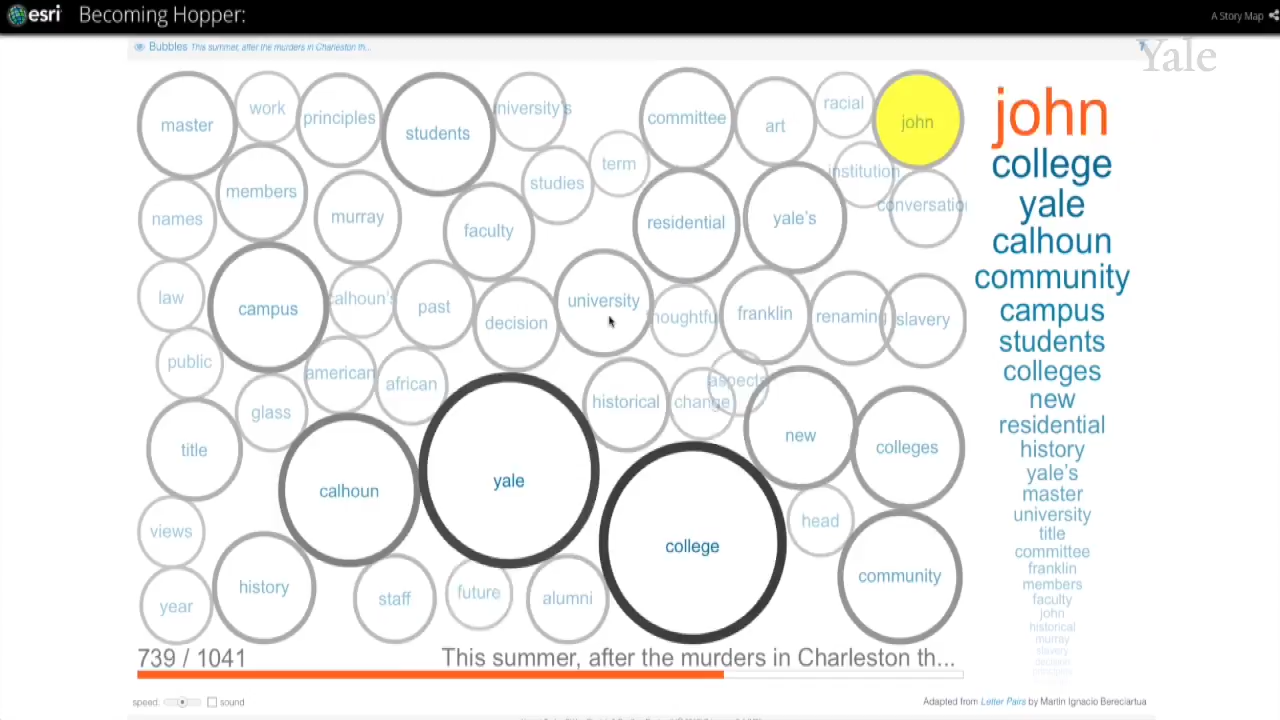 esri Becoming Hopper: A Story Map
Bubbles This summer, after the murders in Charleston th...
Yale
master
work
principles
students
niversity's
committee
art
racial
john
members
names
murray
faculty
studies
term
residential
yale's
institution
conversatio
law
campus
calhoun's
past
decision
university
houghtfu
franklin
renaming
slavery
public
american
african
glass
title
historical
change
aspects
new
colleges
calhoun
yale
college
head
views
history
year
staff
future
alumni
community
john
college
yale
calhoun
community
campus
students
colleges
new
residential
history
yale's
master
university
title
committee
franklin
members
faculty
john
historical
murray
slavery
decision
739 / 1041 This summer, after the murders in Charleston th...
speed: sound
Adapted from Letter Pairs by Martin Ignacio Bereciartua